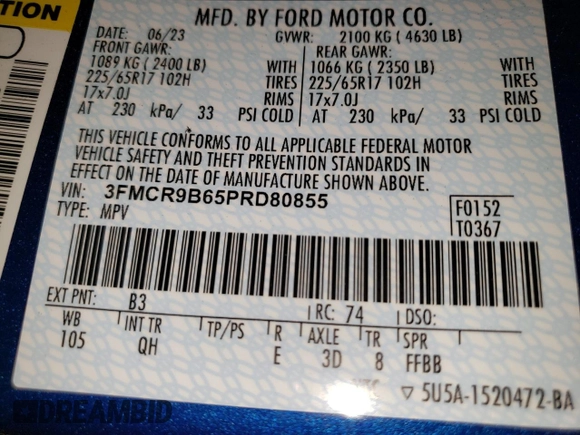 TION
MFD. BY FORD MOTOR CO.
DATE: 06/23 GVWR: 2100 KG ( 4630 LB)
FRONT GAWR: REAR GAWR:
1089 KG ( 2400 LB) WITH 1066 KG ( 2350 LB) WITH
225/65R17 102H TIRES 225/65R17 102H TIRES
17x7.0J RIMS 17x7.0J RIMS
AT 230 kPa/ 33 PSI COLD AT 230 kPa/ 33 PSI COLD
THIS VEHICLE CONFORMS TO ALL APPLICABLE FEDERAL MOTOR
VEHICLE SAFETY AND THEFT PREVENTION STANDARDS IN
EFFECT ON THE DATE OF MANUFACTURE SHOWN ABOVE.
VIN: 3FMCR9B65PRD80855
TYPE: MPV
F0152
T0367
EXT PNT: B3 RC: 74 DSO:
WB INT TR TP/PS R AXLE TR SPR
105 QH E 3D 8 FFBB
▽ 5U5A-1520472-BA
DREAMBID